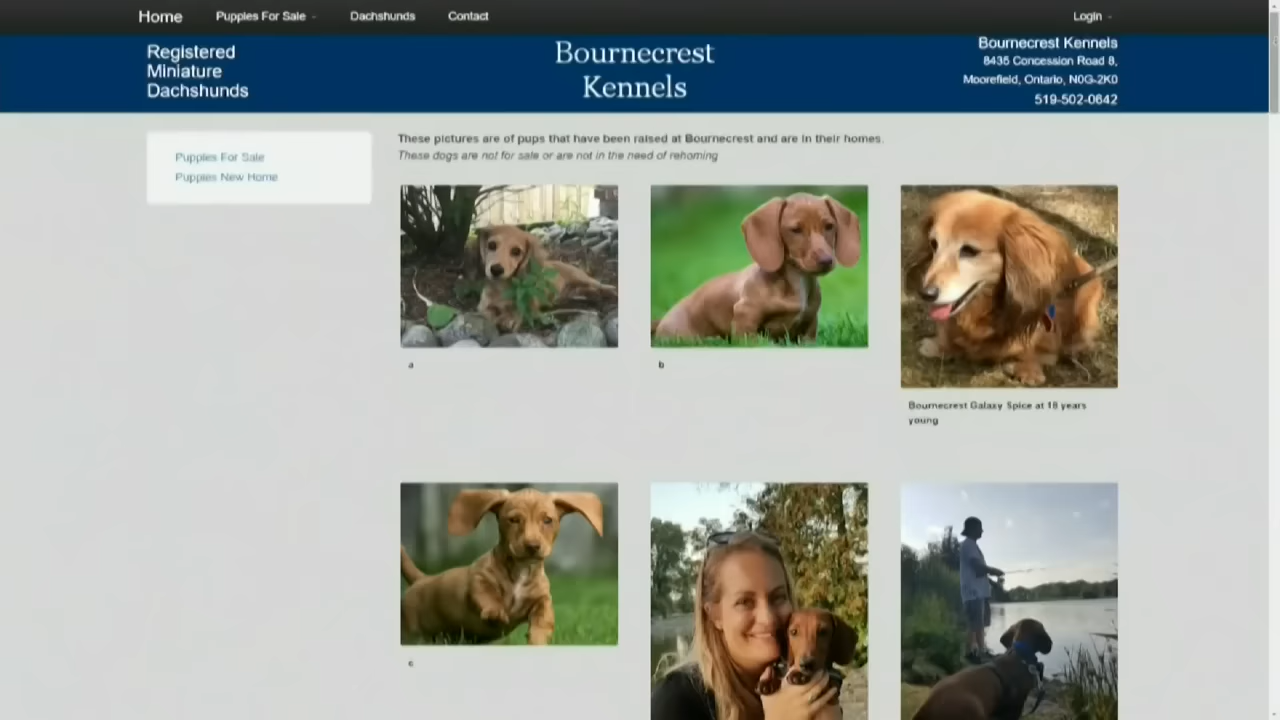 Home Puppies For Sale Dachshunds Contact Login
Registered
Miniature
Dachshunds
Bournecrest
Kennels
Bournecrest Kennels
8435 Concession Road 8,
Moorefield, Ontario, N0G-2K0
519-502-0642
Puppies For Sale
Puppies New Home
These pictures are of pups that have been raised at Bournecrest and are in their homes.
These dogs are not for sale or are not in the need of rehoming
a
b
Bournecrest Galaxy Spice at 18 years
young
c